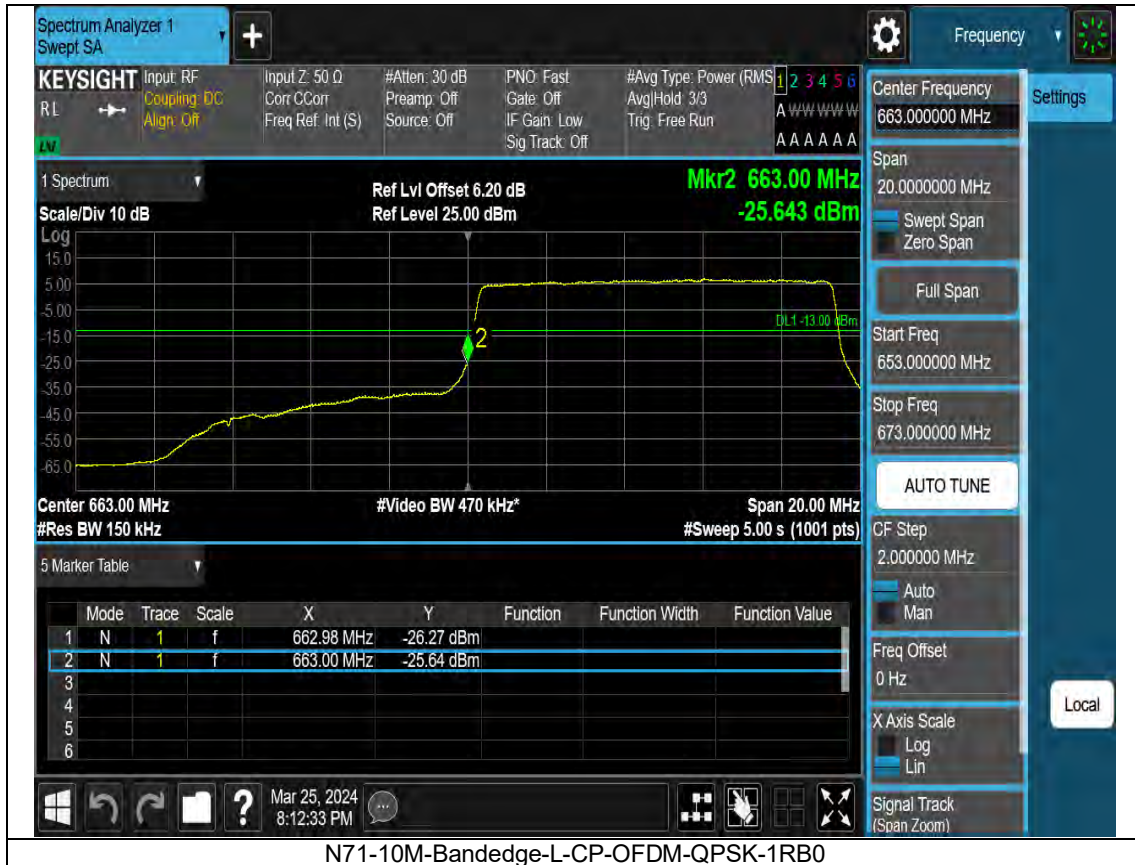 Spectrum Analyzer 1
Swept SA
+
Frequency
KEYSIGHT
RL
Input: RF
Coupling: DC
Align: Off
Input Z: 50 Ω
Corr CCorr
Freq Ref: Int (S)
#Atten: 30 dB
Preamp: Off
Source: Off
PNO: Fast
Gate: Off
IF Gain: Low
Sig Track: Off
#Avg Type: Power (RMS
Avg|Hold: 3/3
Trig: Free Run
1 2 3 4 5 6
A W W W W W
A A A A A A
Center Frequency
663.000000 MHz
Settings
Span
20.0000000 MHz
Swept Span
Zero Span
Full Span
Start Freq
653.000000 MHz
Stop Freq
673.000000 MHz
AUTO TUNE
CF Step
2.000000 MHz
Auto
Man
Freq Offset
0 Hz
X Axis Scale
Log
Lin
Signal Track
(Span Zoom)
Local
1 Spectrum
Scale/Div 10 dB
Ref Lvl Offset 6.20 dB
Ref Level 25.00 dBm
Mkr2 663.00 MHz
-25.643 dBm
Log
15.0
5.00
-5.00
-15.0
-25.0
-35.0
-45.0
-55.0
-65.0
DL1 -13.00 dBm
2
Center 663.00 MHz
#Res BW 150 kHz
#Video BW 470 kHz*
Span 20.00 MHz
#Sweep 5.00 s (1001 pts)
5 Marker Table
Mode Trace Scale X Y Function Function Width Function Value
1 N 1 f 662.98 MHz -26.27 dBm
2 N 1 f 663.00 MHz -25.64 dBm
3
4
5
6
?
Mar 25, 2024
8:12:33 PM
N71-10M-Bandedge-L-CP-OFDM-QPSK-1RB0